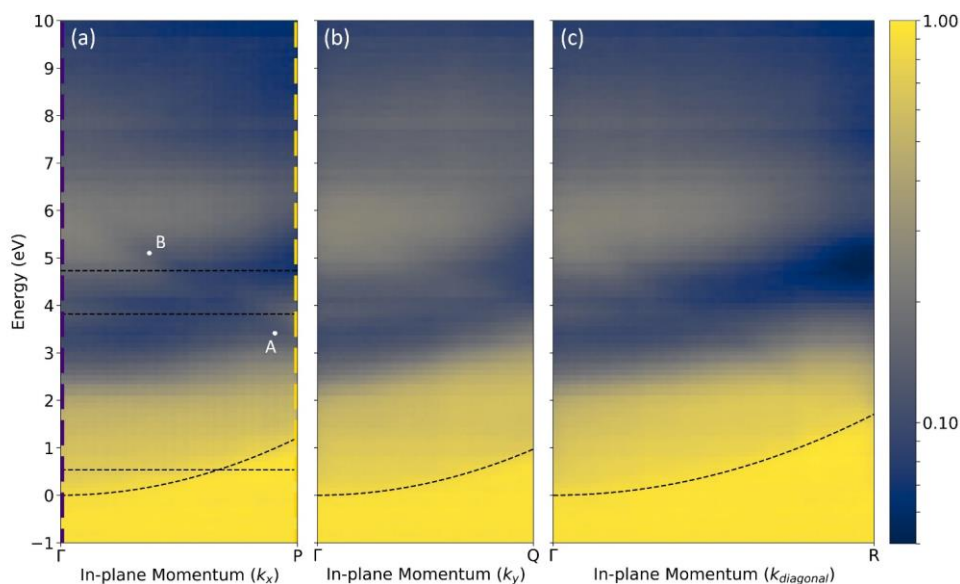 (a)
(b)
(c)
10
9
8
7
6
5
4
3
2
1
0
−1
Energy (eV)
B
A
Γ
P
In-plane Momentum (kx)
Γ
Q
In-plane Momentum (ky)
Γ
R
In-plane Momentum (kdiagonal)
1.00
0.10